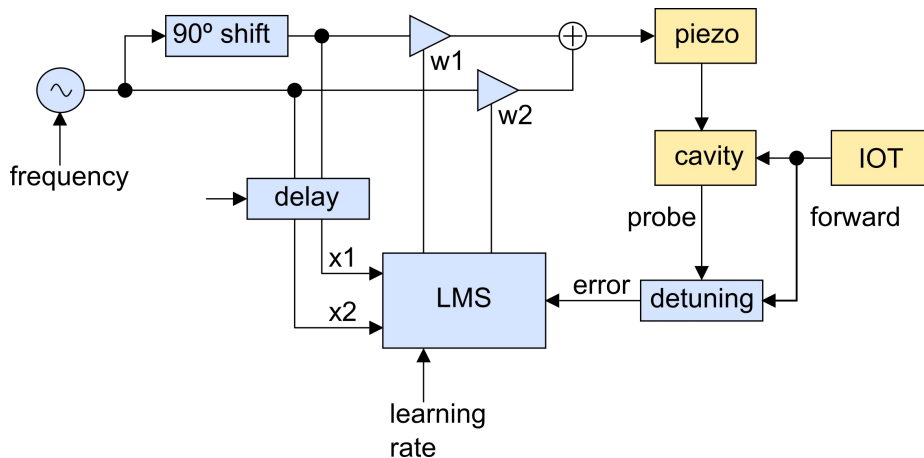 90º shift
w1
w2
piezo
frequency
delay
cavity
IOT
probe
forward
x1
x2
LMS
error
detuning
learning
rate